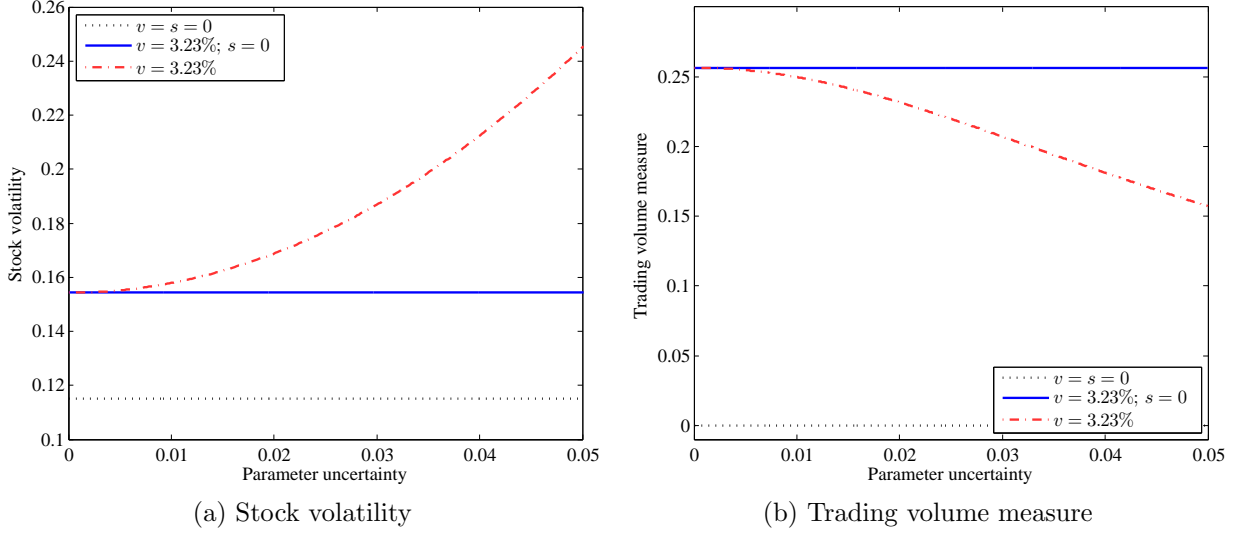 0.26
0.24
0.22
0.2
0.18
0.16
0.14
0.12
0.1
Stock volatility
v = s = 0
v = 3.23%; s = 0
v = 3.23%
0 0.01 0.02 0.03 0.04 0.05
Parameter uncertainty
(a) Stock volatility
0.25
0.2
0.15
0.1
0.05
0
Trading volume measure
v = s = 0
v = 3.23%; s = 0
v = 3.23%
0 0.01 0.02 0.03 0.04 0.05
Parameter uncertainty
(b) Trading volume measure